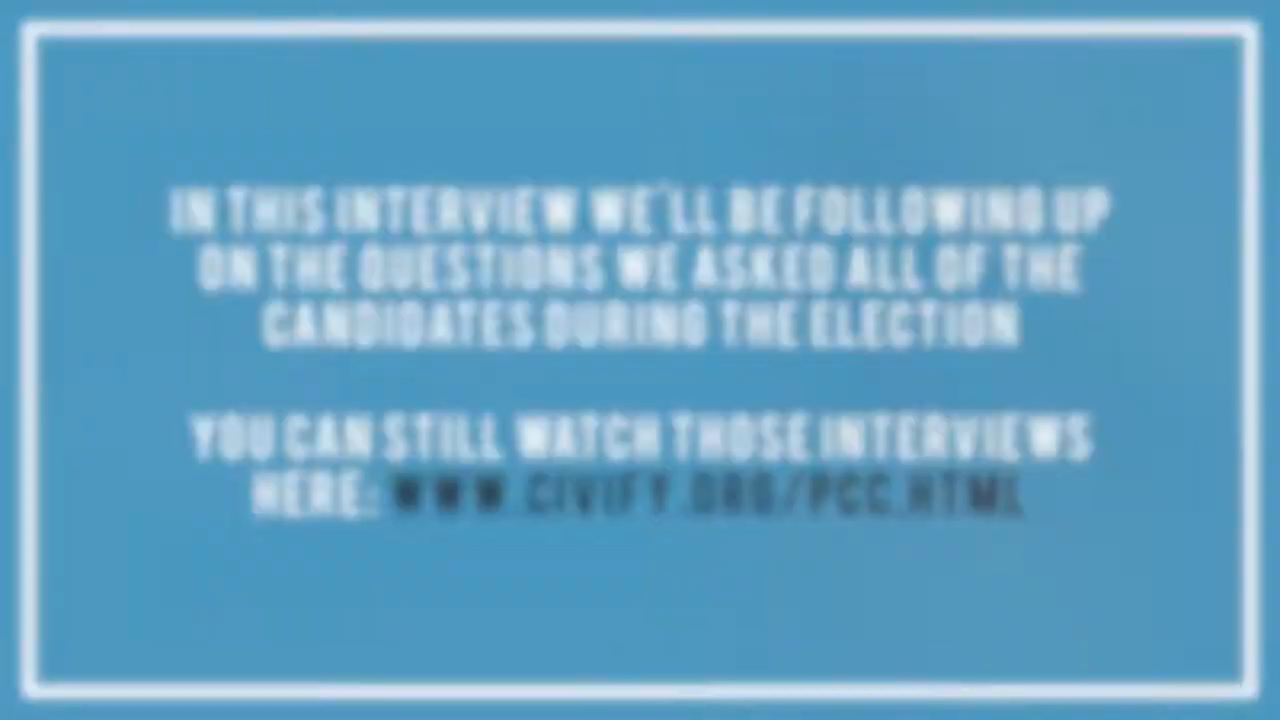 IN THIS INTERVIEW WE'LL BE FOLLOWING UP
ON THE QUESTIONS WE ASKED ALL OF THE
CANDIDATES DURING THE ELECTION
YOU CAN STILL WATCH THOSE INTERVIEWS
HERE: WWW.CIVIFY.ORG/PCC.HTML